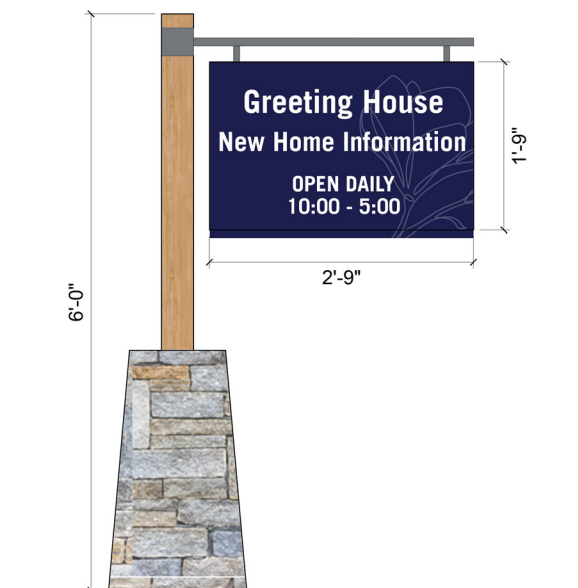 Greeting House
New Home Information
OPEN DAILY
10:00 - 5:00
1'-9"
2'-9"
6'-0"